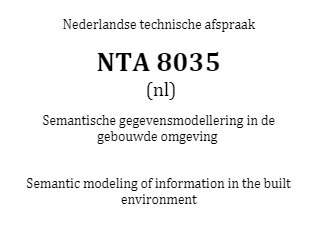 Nederlandse technische afspraak
NTA 8035
(nl)
Semantische gegevensmodellering in de
gebouwde omgeving
Semantic modeling of information in the built
environment